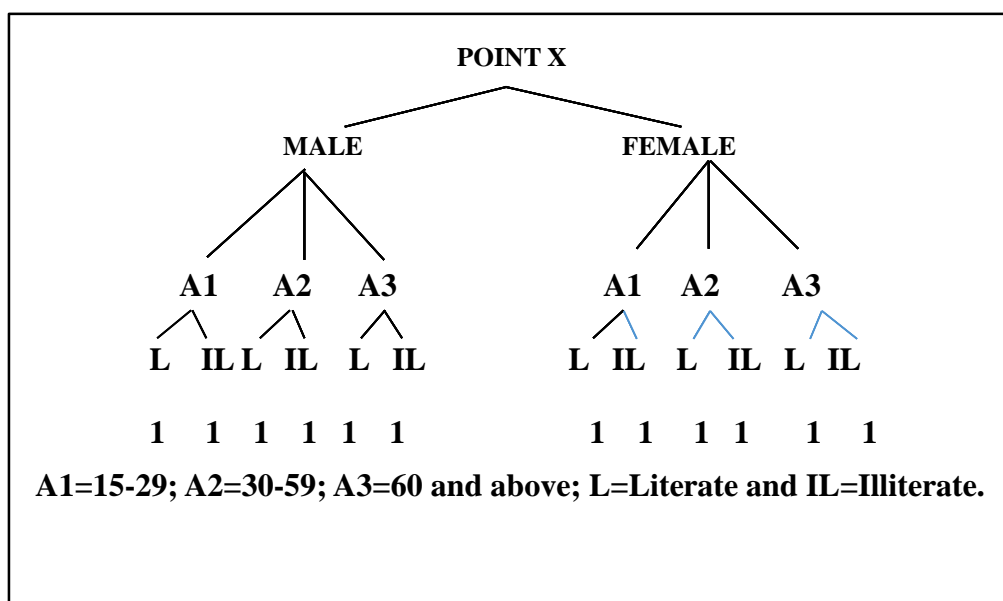 POINT X
MALE FEMALE
A1 A2 A3 A1 A2 A3
L IL L IL L IL L IL L IL L IL
1 1 1 1 1 1 1 1 1 1 1 1
A1=15-29; A2=30-59; A3=60 and above; L=Literate and IL=Illiterate.